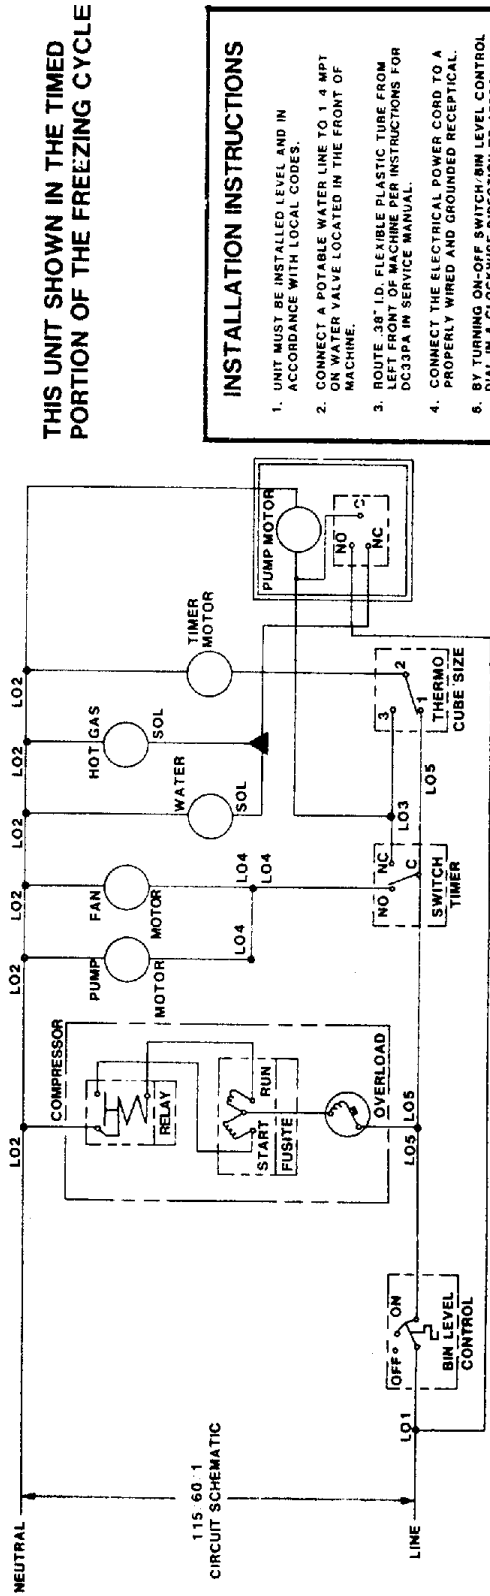 THIS UNIT SHOWN IN THE TIMED
PORTION OF THE FREEZING CYCLE
INSTALLATION INSTRUCTIONS
1. UNIT MUST BE INSTALLED LEVEL AND IN
ACCORDANCE WITH LOCAL CODES.
2. CONNECT A POTABLE WATER LINE TO 1 4 MPT
ON WATER VALVE LOCATED IN THE FRONT OF
MACHINE.
3. ROUTE .38" I.D. FLEXIBLE PLASTIC TUBE FROM
LEFT FRONT OF MACHINE PER INSTRUCTIONS FOR
DC33PA IN SERVICE MANUAL.
4. CONNECT THE ELECTRICAL POWER CORD TO A
PROPERLY WIRED AND GROUNDED RECEPTICAL.
5. BY TURNING ON-OFF SWITCH/BIN LEVEL CONTROL
NEUTRAL
LO2
LO2
LO2
LO2
LO2
LO2
115 60 1
CIRCUIT SCHEMATIC
COMPRESSOR
RELAY
START
RUN
FUSITE
OVERLOAD
PUMP
MOTOR
FAN
MOTOR
WATER
SOL
HOT GAS
SOL
TIMER
MOTOR
PUMP MOTOR
NO
C
NC
LO4
LO4
LO4
NO
NC
C
SWITCH
TIMER
LO3
3
2
1
THERMO
CUBE SIZE
LO5
LO5
LO5
OFF
ON
BIN LEVEL
CONTROL
LO1
LINE